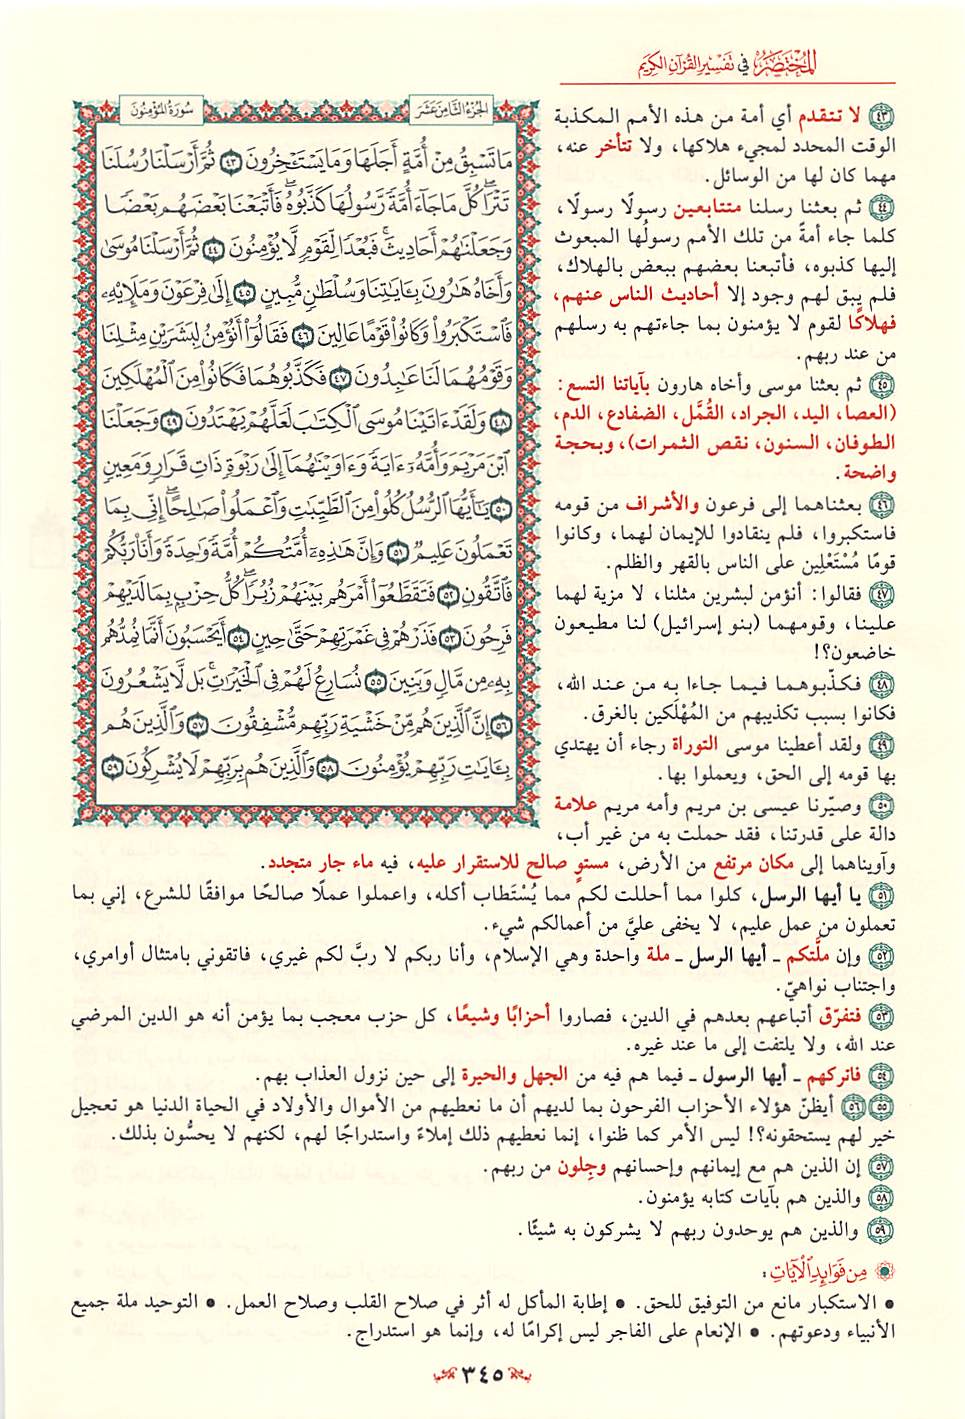 المختصر في تفسير القرآن الكريم
الجزء الثامن عشر
سورة المؤمنون
مَا تَسْبِقُ مِنْ أُمَّةٍ أَجَلَهَا وَمَا يَسْتَـْٔخِرُونَ ٤٣ ثُمَّ أَرْسَلْنَا رُسُلَنَا
تَتْرَا كُلَّ مَا جَآءَ أُمَّةً رَّسُولُهَا كَذَّبُوهُ فَأَتْبَعْنَا بَعْضَهُم بَعْضًا
وَجَعَلْنَٰهُمْ أَحَادِيثَ فَبُعْدًا لِّقَوْمٍ لَّا يُؤْمِنُونَ ٤٤ ثُمَّ أَرْسَلْنَا مُوسَىٰ
وَأَخَاهُ هَٰرُونَ بِـَٔايَٰتِنَا وَسُلْطَٰنٍ مُّبِينٍ ٤٥ إِلَىٰ فِرْعَوْنَ وَمَلَإِيْهِۦ
فَٱسْتَكْبَرُوا۟ وَكَانُوا۟ قَوْمًا عَالِينَ ٤٦ فَقَالُوٓا۟ أَنُؤْمِنُ لِبَشَرَيْنِ مِثْلِنَا
وَقَوْمُهُمَا لَنَا عَٰبِدُونَ ٤٧ فَكَذَّبُوهُمَا فَكَانُوا۟ مِنَ ٱلْمُهْلَكِينَ
٤٨ وَلَقَدْ ءَاتَيْنَا مُوسَى ٱلْكِتَٰبَ لَعَلَّهُمْ يَهْتَدُونَ ٤٩ وَجَعَلْنَا
ٱبْنَ مَرْيَمَ وَأُمَّهُۥٓ ءَايَةً وَءَاوَيْنَٰهُمَآ إِلَىٰ رَبْوَةٍ ذَاتِ قَرَارٍ وَمَعِينٍ
٥٠ يَٰٓأَيُّهَا ٱلرُّسُلُ كُلُوا۟ مِنَ ٱلطَّيِّبَٰتِ وَٱعْمَلُوا۟ صَٰلِحًا إِنِّى بِمَا
تَعْمَلُونَ عَلِيمٌ ٥١ وَإِنَّ هَٰذِهِۦٓ أُمَّتُكُمْ أُمَّةً وَٰحِدَةً وَأَنَا۠ رَبُّكُمْ
فَٱتَّقُونِ ٥٢ فَتَقَطَّعُوٓا۟ أَمْرَهُم بَيْنَهُمْ زُبُرًا كُلُّ حِزْبٍۭ بِمَا لَدَيْهِمْ
فَرِحُونَ ٥٣ فَذَرْهُمْ فِى غَمْرَتِهِمْ حَتَّىٰ حِينٍ ٥٤ أَيَحْسَبُونَ أَنَّمَا نُمِدُّهُم
بِهِۦ مِن مَّالٍ وَبَنِينَ ٥٥ نُسَارِعُ لَهُمْ فِى ٱلْخَيْرَٰتِ بَل لَّا يَشْعُرُونَ
٥٦ إِنَّ ٱلَّذِينَ هُم مِّنْ خَشْيَةِ رَبِّهِم مُّشْفِقُونَ ٥٧ وَٱلَّذِينَ هُم
بِـَٔايَٰتِ رَبِّهِمْ يُؤْمِنُونَ ٥٨ وَٱلَّذِينَ هُم بِرَبِّهِمْ لَا يُشْرِكُونَ ٥٩
٤٣ لا تتقدم أي أمة من هذه الأمم المكذبة
الوقت المحدد لمجيء هلاكها، ولا تتأخر عنه،
مهما كان لها من الوسائل.
٤٤ ثم بعثنا رسلنا متتابعين رسولًا رسولًا،
كلما جاء أمةً من تلك الأمم رسولُها المبعوث
إليها كذبوه، فأتبعنا بعضهم ببعض بالهلاك،
فلم يبق لهم وجود إلا أحاديث الناس عنهم،
فهلاكًا لقوم لا يؤمنون بما جاءتهم به رسلهم
من عند ربهم.
٤٥ ثم بعثنا موسى وأخاه هارون بآياتنا التسع:
(العصا، اليد، الجراد، القُمَّل، الضفادع، الدم،
الطوفان، السنون، نقص الثمرات)، وبحجة
واضحة.
٤٦ بعثناهما إلى فرعون والأشراف من قومه
فاستكبروا، فلم ينقادوا للإيمان لهما، وكانوا
قومًا مُسْتَعْلِين على الناس بالقهر والظلم.
٤٧ فقالوا: أنؤمن لبشرين مثلنا، لا مزية لهما
علينا، وقومهما (بنو إسرائيل) لنا مطيعون
خاضعون؟!
٤٨ فكذّبوهما فيما جاءا به من عند الله،
فكانوا بسبب تكذيبهم من المُهْلَكين بالغرق.
٤٩ ولقد أعطينا موسى التوراة رجاء أن يهتدي
بها قومه إلى الحق، ويعملوا بها.
٥٠ وصيّرنا عيسى بن مريم وأمه مريم علامة
دالة على قدرتنا، فقد حملت به من غير أب،
وآويناهما إلى مكان مرتفع من الأرض، مستوٍ صالح للاستقرار عليه، فيه ماء جار متجدد.
٥١ يا أيها الرسل، كلوا مما أحللت لكم مما يُسْتَطاب أكله، واعملوا عملًا صالحًا موافقًا للشرع، إني بما
تعملون من عمل عليم، لا يخفى عليَّ من أعمالكم شيء.
٥٢ وإن ملَّتكم ـ أيها الرسل ـ ملة واحدة وهي الإسلام، وأنا ربكم لا ربَّ لكم غيري، فاتقوني بامتثال أوامري،
واجتناب نواهيّ.
٥٣ فتفرّق أتباعهم بعدهم في الدين، فصاروا أحزابًا وشيعًا، كل حزب معجب بما يؤمن أنه هو الدين المرضي
عند الله، ولا يلتفت إلى ما عند غيره.
٥٤ فاتركهم ـ أيها الرسول ـ فيما هم فيه من الجهل والحيرة إلى حين نزول العذاب بهم.
٥٥ ٥٦ أيظنّ هؤلاء الأحزاب الفرحون بما لديهم أن ما نعطيهم من الأموال والأولاد في الحياة الدنيا هو تعجيل
خير لهم يستحقونه؟! ليس الأمر كما ظنوا، إنما نعطيهم ذلك إملاءً واستدراجًا لهم، لكنهم لا يحسُّون بذلك.
٥٧ إن الذين هم مع إيمانهم وإحسانهم وجِلون من ربهم.
٥٨ والذين هم بآيات كتابه يؤمنون.
٥٩ والذين هم يوحدون ربهم لا يشركون به شيئًا.
مِن فَوَائِدِ الآيَاتِ:
• الاستكبار مانع من التوفيق للحق. • إطابة المأكل له أثر في صلاح القلب وصلاح العمل. • التوحيد ملة جميع
الأنبياء ودعوتهم. • الإنعام على الفاجر ليس إكرامًا له، وإنما هو استدراج.
٣٤٥